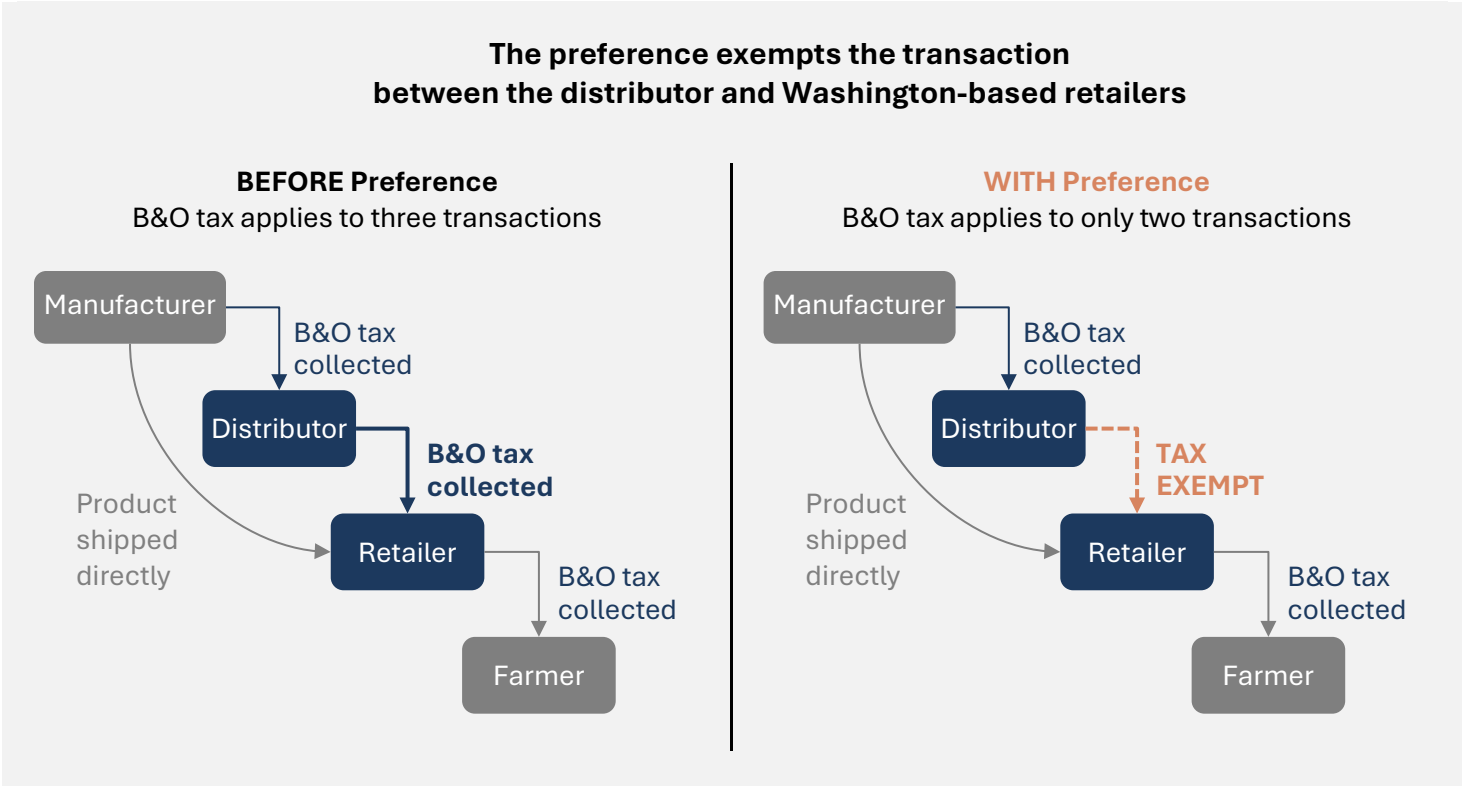 The preference exempts the transaction
between the distributor and Washington-based retailers
BEFORE Preference
B&O tax applies to three transactions
Manufacturer
B&O tax
collected
Distributor
B&O tax
collected
Product
shipped
directly
Retailer
B&O tax
collected
Farmer
WITH Preference
B&O tax applies to only two transactions
Manufacturer
B&O tax
collected
Distributor
TAX
EXEMPT
Product
shipped
directly
Retailer
B&O tax
collected
Farmer